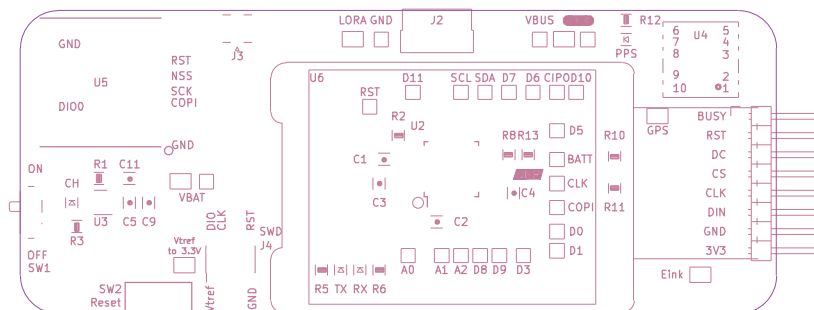 LORA GND
J2
VBUS
R12
PPS
U4
6
7
8
9
10
5
4
3
2
1
J3
GND
U5
RST
NSS
SCK
COPI
DIO0
GND
U6
D11
SCL SDA D7 D6 CIPO D10
RST
R2
U2
R8 R13
D5
BATT
CLK
COPI
D0
D1
C1
C3
C4
C2
R10
R11
GPS
BUSY
RST
DC
CS
CLK
DIN
GND
3V3
Eink
ON
CH
R1
C11
VBAT
U3
C5 C9
R3
OFF
SW1
DIO
CLK
RST
SWD
J4
Vtref
to 3.3V
SW2
Reset
Vtref
GND
A0
A1 A2 D8 D9 D3
R5 TX RX R6